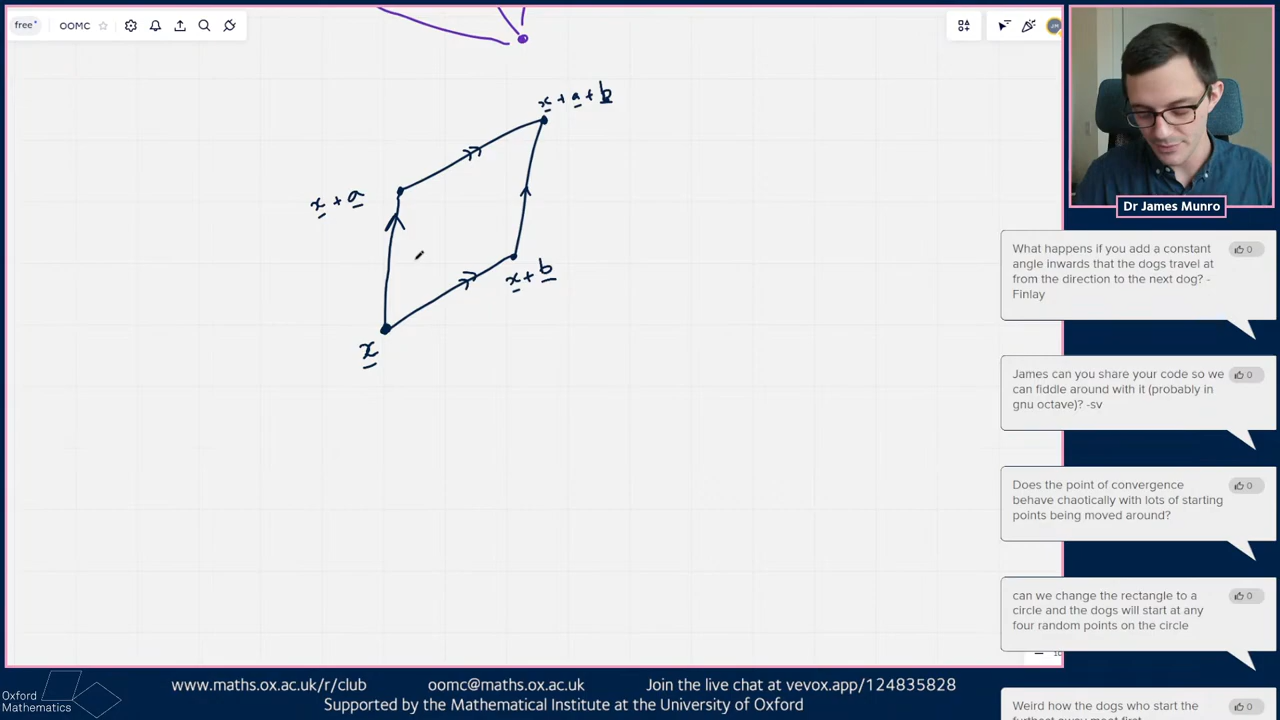 free+
OOMC
x + a + b
x + a
x + b
x
Dr James Munro
What happens if you add a constant
angle inwards that the dogs travel at
from the direction to the next dog? -
Finlay
0
James can you share your code so we
can fiddle around with it (probably in
gnu octave)? -sv
0
Does the point of convergence
behave chaotically with lots of starting
points being moved around?
0
can we change the rectangle to a
circle and the dogs will start at any
four random points on the circle
0
Weird how the dogs who start the
furthest away meet first
0
Oxford
Mathematics
www.maths.ox.ac.uk/r/club oomc@maths.ox.ac.uk Join the live chat at vevox.app/124835828
Supported by the Mathematical Institute at the University of Oxford